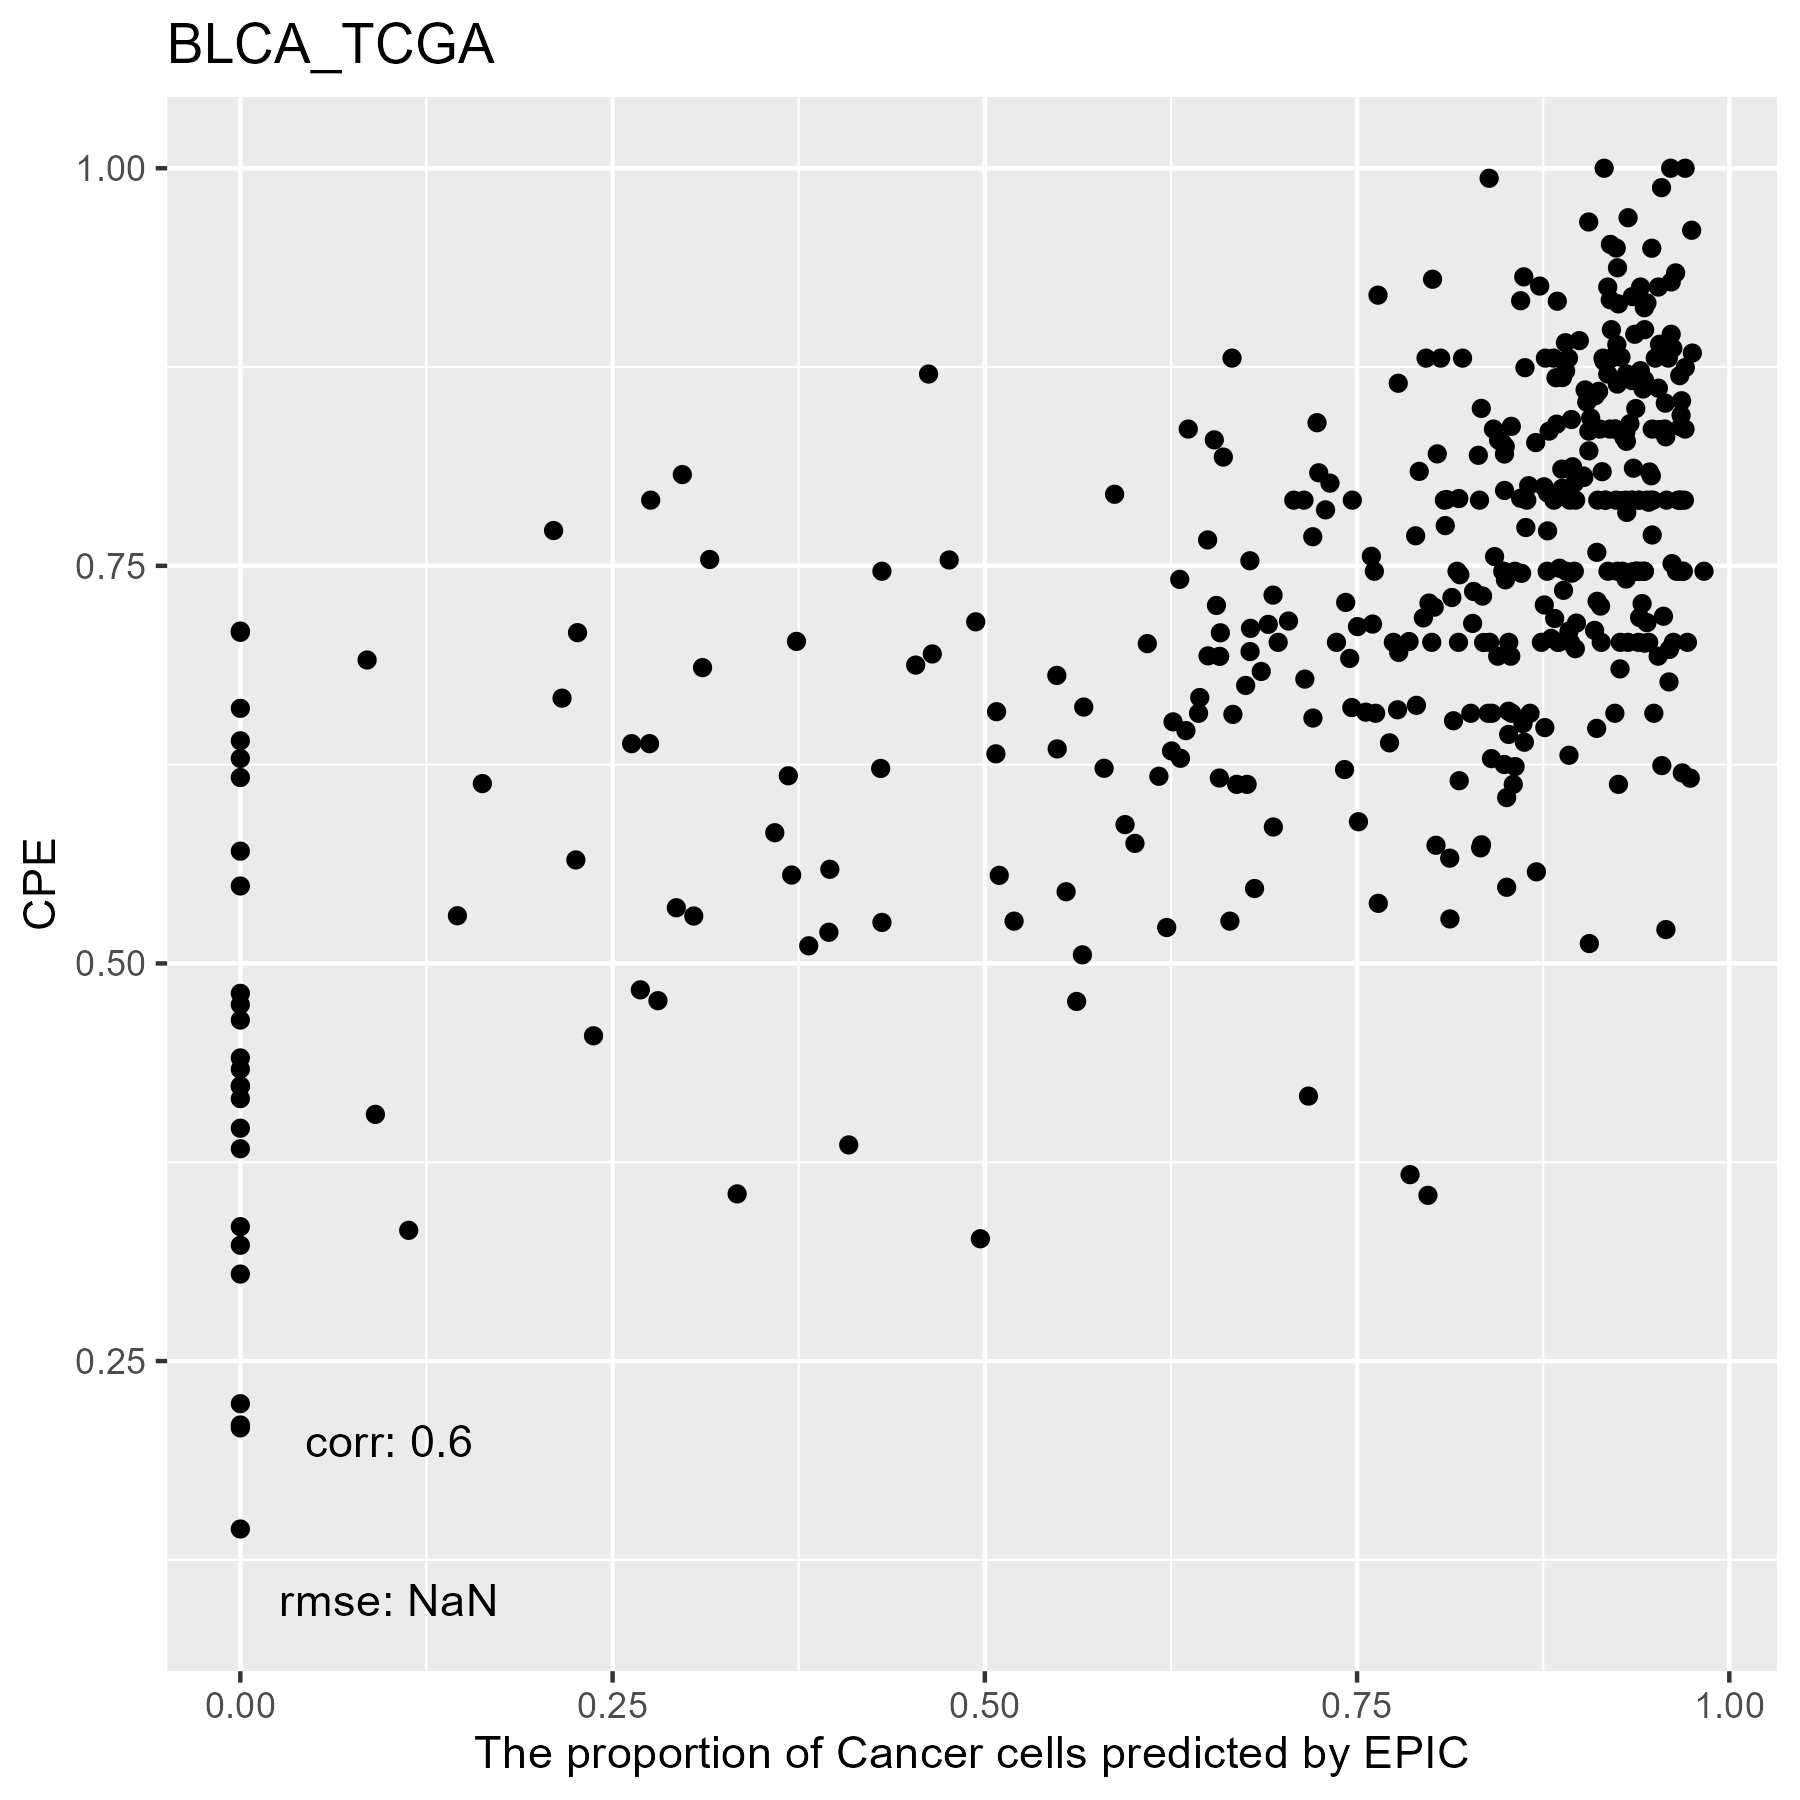 BLCA_TCGA
1.00
0.75
0.50
0.25
CPE
corr: 0.6
rmse: NaN
0.00 0.25 0.50 0.75 1.00
The proportion of Cancer cells predicted by EPIC